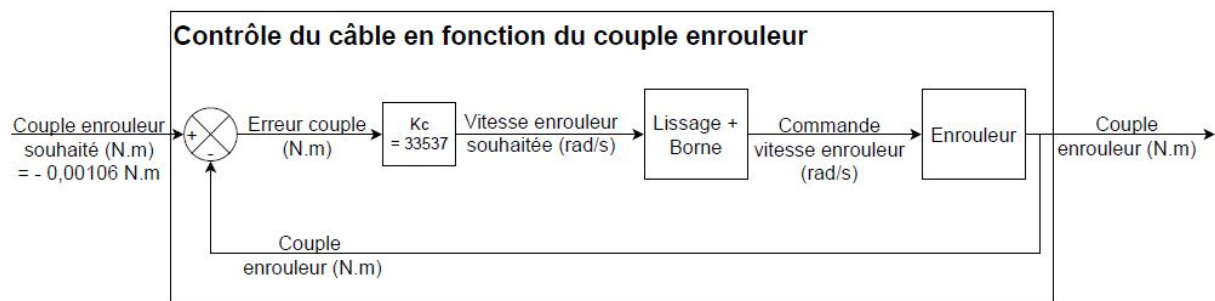 Contrôle du câble en fonction du couple enrouleur
Couple enrouleur
souhaité (N.m)
= - 0,00106 N.m
+
-
Erreur couple
(N.m)
Kc
= 33537
Vitesse enrouleur
souhaitée (rad/s)
Lissage +
Borne
Commande
vitesse enrouleur
(rad/s)
Enrouleur
Couple
enrouleur (N.m)
Couple
enrouleur (N.m)